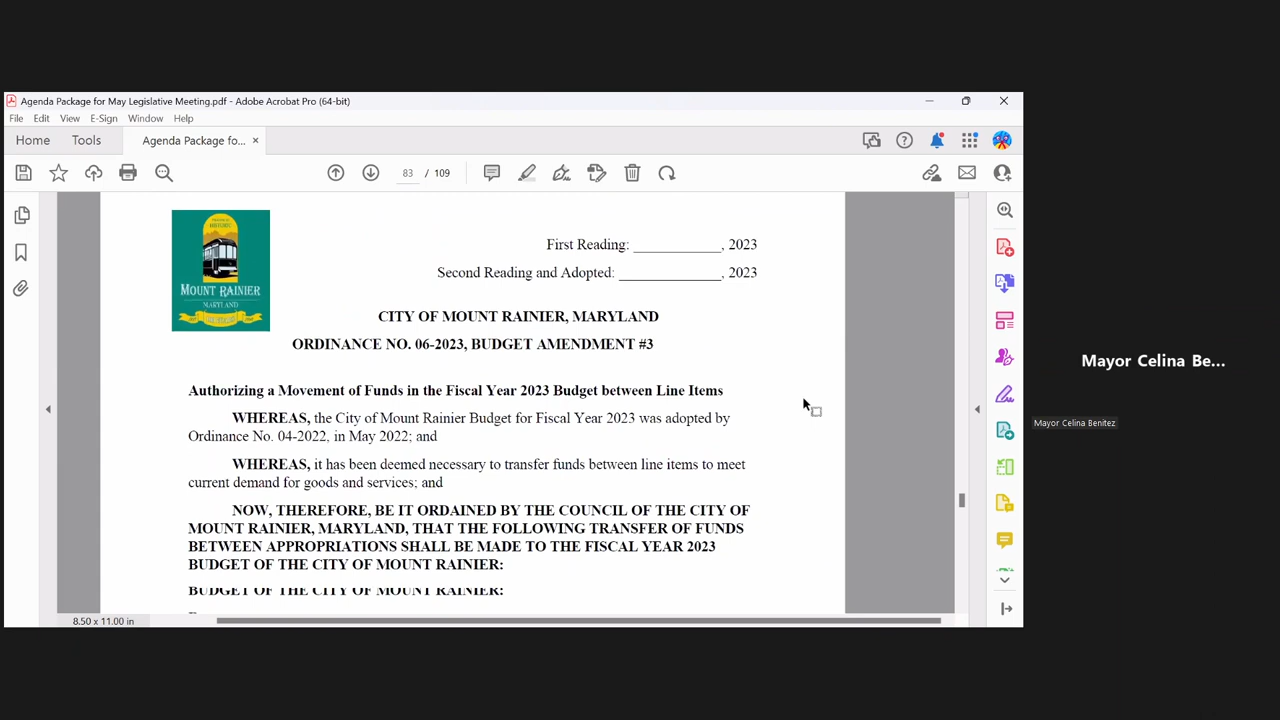 Agenda Package for May Legislative Meeting.pdf - Adobe Acrobat Pro (64-bit)
File Edit View E-Sign Window Help
Home Tools Agenda Package fo... ×
83 / 109
First Reading: ____________, 2023
Second Reading and Adopted: ______________, 2023
MOUNT RAINIER
MARYLAND
CITY OF MOUNT RAINIER, MARYLAND
ORDINANCE NO. 06-2023, BUDGET AMENDMENT #3
Authorizing a Movement of Funds in the Fiscal Year 2023 Budget between Line Items
WHEREAS, the City of Mount Rainier Budget for Fiscal Year 2023 was adopted by
Ordinance No. 04-2022, in May 2022; and
WHEREAS, it has been deemed necessary to transfer funds between line items to meet
current demand for goods and services; and
NOW, THEREFORE, BE IT ORDAINED BY THE COUNCIL OF THE CITY OF
MOUNT RAINIER, MARYLAND, THAT THE FOLLOWING TRANSFER OF FUNDS
BETWEEN APPROPRIATIONS SHALL BE MADE TO THE FISCAL YEAR 2023
BUDGET OF THE CITY OF MOUNT RAINIER:
BUDGET OF THE CITY OF MOUNT RAINIER:
8.50 x 11.00 in
Mayor Celina Be...
Mayor Celina Benitez